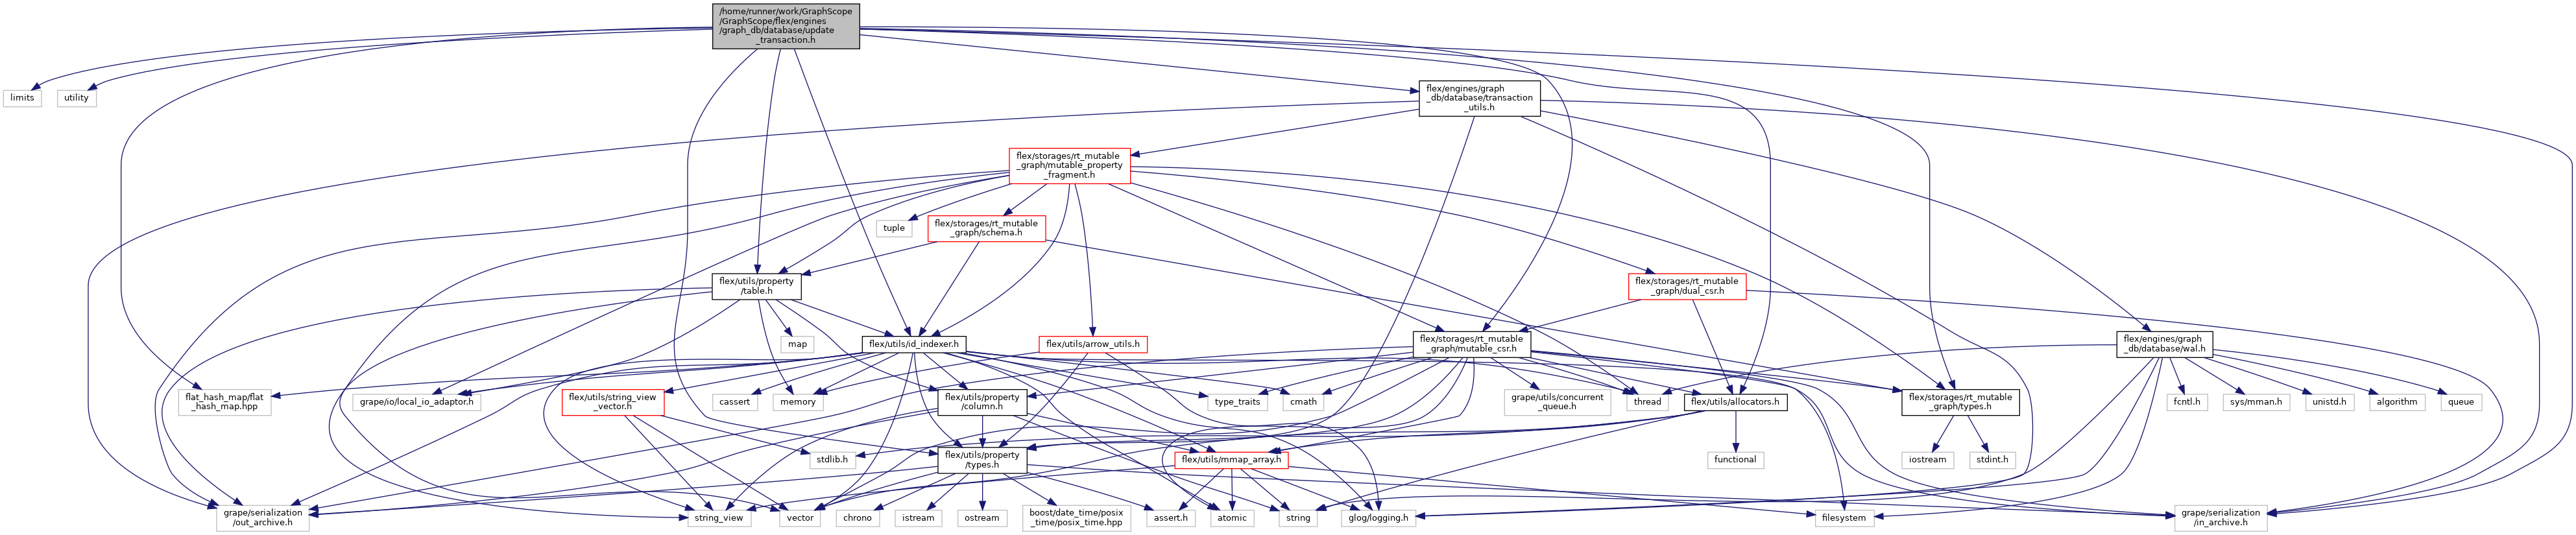 /home/runner/work/GraphScope
/GraphScope/flex/engines
/graph_db/database/update
_transaction.h
limits
utility
flex/engines/graph
_db/database/transaction
_utils.h
flex/storages/rt_mutable
_graph/mutable_property
_fragment.h
tuple
flex/storages/rt_mutable
_graph/schema.h
flex/utils/property
/table.h
flex/storages/rt_mutable
_graph/dual_csr.h
map
flex/utils/id_indexer.h
flex/utils/arrow_utils.h
flex/storages/rt_mutable
_graph/mutable_csr.h
flex/engines/graph
_db/database/wal.h
flat_hash_map/flat
_hash_map.hpp
grape/io/local_io_adaptor.h
flex/utils/string_view
_vector.h
cassert
memory
flex/utils/property
/column.h
type_traits
cmath
grape/utils/concurrent
_queue.h
thread
flex/utils/allocators.h
flex/storages/rt_mutable
_graph/types.h
fcntl.h
sys/mman.h
unistd.h
algorithm
queue
stdlib.h
flex/utils/property
/types.h
flex/utils/mmap_array.h
functional
iostream
stdint.h
grape/serialization
/out_archive.h
string_view
vector
chrono
istream
ostream
boost/date_time/posix
_time/posix_time.hpp
assert.h
atomic
string
glog/logging.h
filesystem
grape/serialization
/in_archive.h